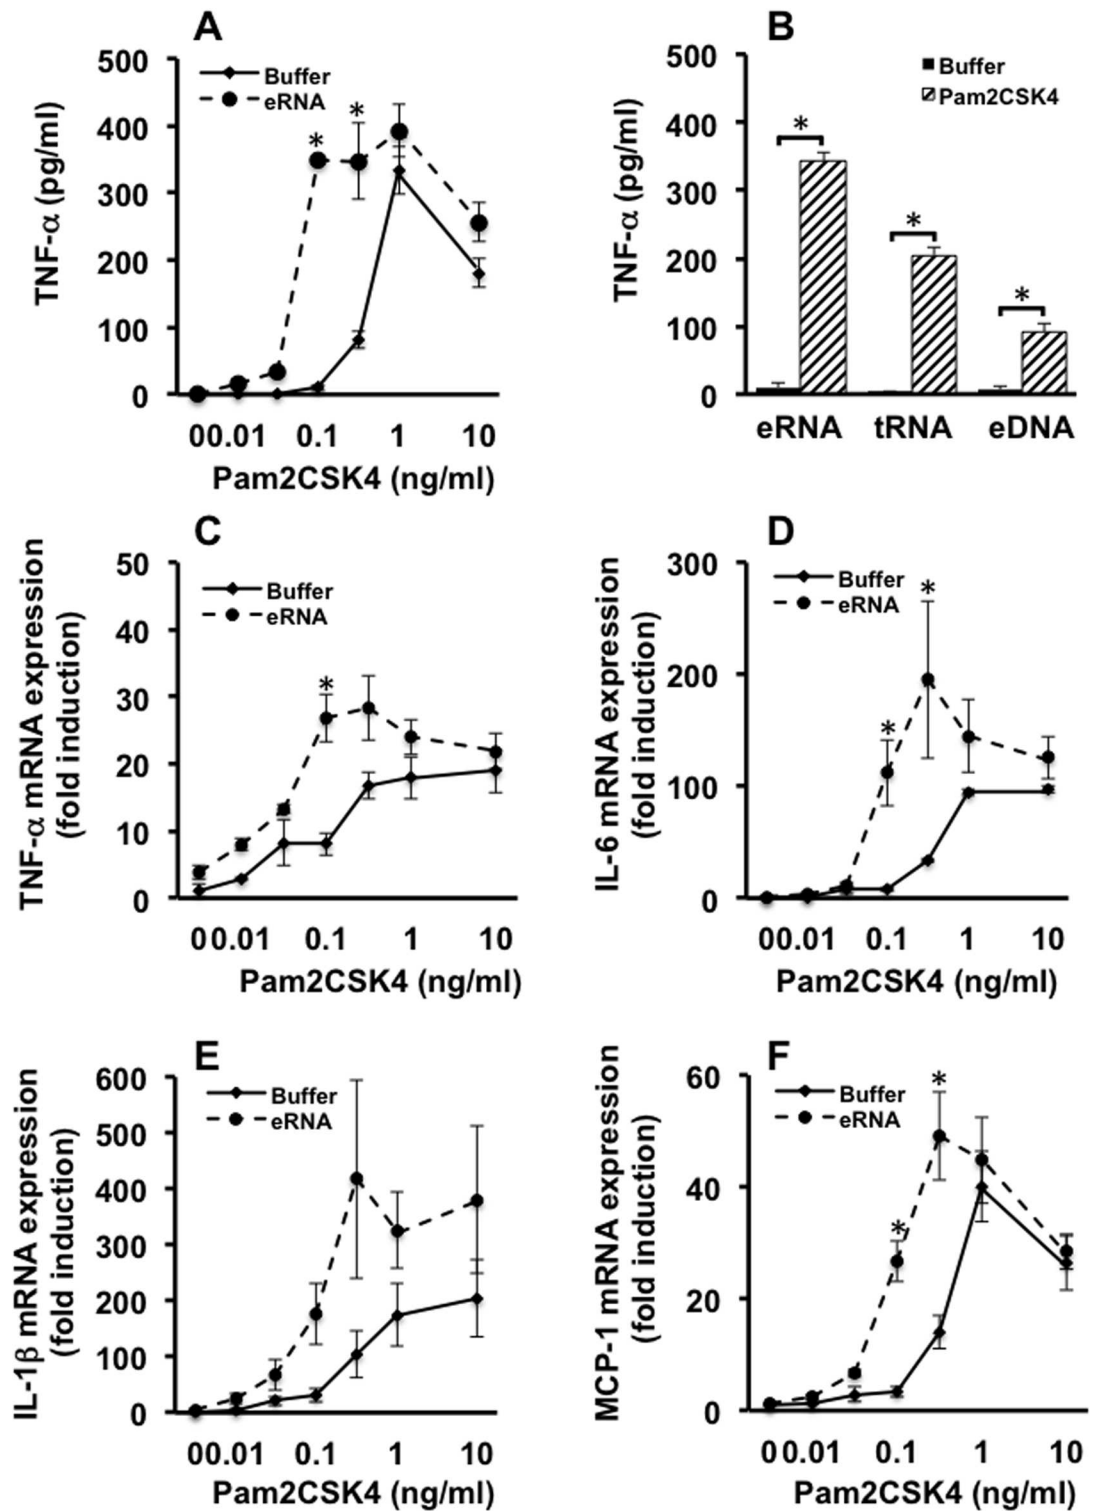 A
TNF-α (pg/ml)
500
400
300
200
100
0
Buffer
eRNA
*
*
00.01 0.1 1 10
Pam2CSK4 (ng/ml)
B
TNF-α (pg/ml)
500
400
300
200
100
0
Buffer
Pam2CSK4
*
*
*
eRNA tRNA eDNA
C
TNF-α mRNA expression
(fold induction)
50
40
30
20
10
0
Buffer
eRNA
*
00.01 0.1 1 10
Pam2CSK4 (ng/ml)
D
IL-6 mRNA expression
(fold induction)
300
200
100
0
Buffer
eRNA
*
*
00.01 0.1 1 10
Pam2CSK4 (ng/ml)
E
IL-1β mRNA expression
(fold induction)
600
500
400
300
200
100
0
Buffer
eRNA
00.01 0.1 1 10
Pam2CSK4 (ng/ml)
F
MCP-1 mRNA expression
(fold induction)
60
40
20
0
Buffer
eRNA
*
*
0 0.01 0.1 1 10
Pam2CSK4 (ng/ml)